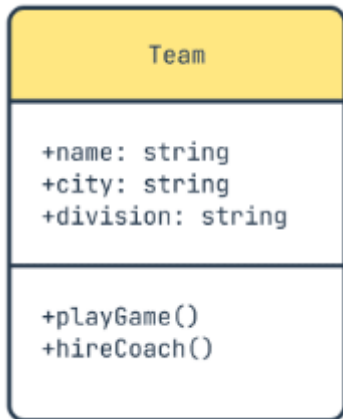 Team
+name: string
+city: string
+division: string
+playGame()
+hireCoach()